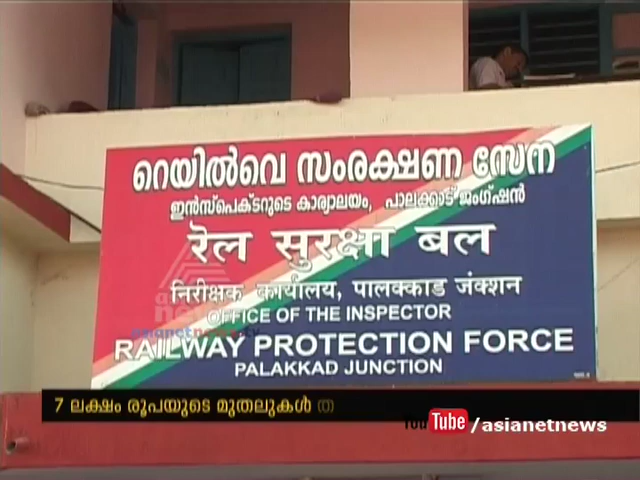 റെയിൽവെ സംരക്ഷണ സേന
ഇൻസ്പെക്ടറുടെ കാര്യാലയം, പാലക്കാട് ജംഗ്ഷൻ
रेल सुरक्षा बल
निरीक्षक कार्यालय, पालक्काड जंक्शन
OFFICE OF THE INSPECTOR
RAILWAY PROTECTION FORCE
PALAKKAD JUNCTION
7 ലക്ഷം രൂപയുടെ മുതലുകൾ ത
YouTube /asianetnews